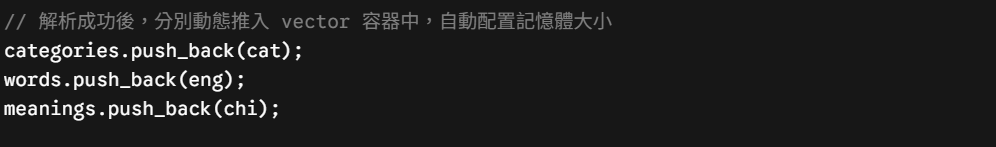 // 解析成功後，分別動態推入 vector 容器中，自動配置記憶體大小
categories.push_back(cat);
words.push_back(eng);
meanings.push_back(chi);